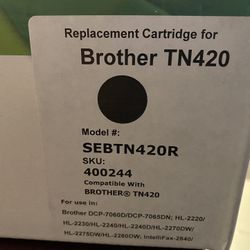 Replacement Cartridge for
Brother TN420
Model #:
SEBTN420R
SKU:
400244
Compatible With
BROTHER® TN420
For use in:
Brother DCP-7060D/DCP-7065DN; HL-2220/
HL-2230/HL-2240/HL-2240D/HL-2270DW/
HL-2275DW/HL-2280DW; IntelliFax-2840/